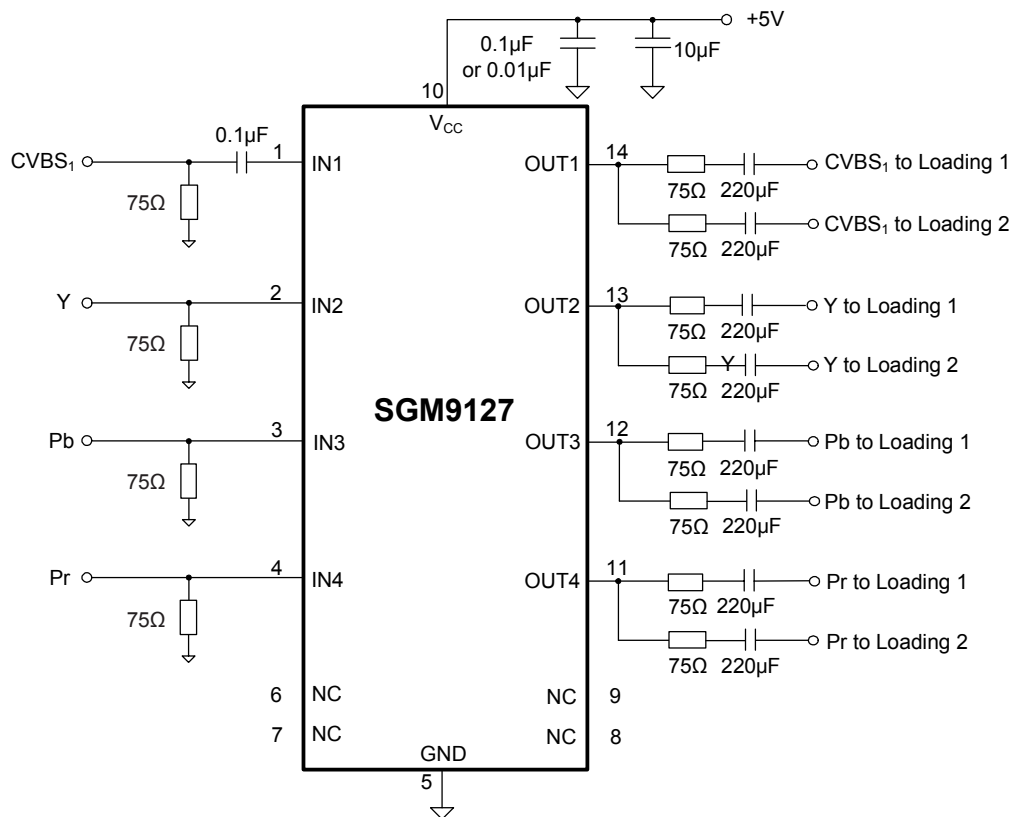 +5V
0.1µF
or 0.01µF
10µF
10
VCC
0.1µF
CVBS1
1
IN1
75Ω
OUT1
14
75Ω
220µF
CVBS1 to Loading 1
75Ω
220µF
CVBS1 to Loading 2
Y
2
IN2
75Ω
OUT2
13
75Ω
220µF
Y to Loading 1
Y
75Ω
220µF
Y to Loading 2
SGM9127
Pb
3
IN3
75Ω
OUT3
12
75Ω
220µF
Pb to Loading 1
75Ω
220µF
Pb to Loading 2
Pr
4
IN4
75Ω
OUT4
11
75Ω
220µF
Pr to Loading 1
75Ω
220µF
Pr to Loading 2
6
NC
NC
9
7
NC
NC
8
GND
5